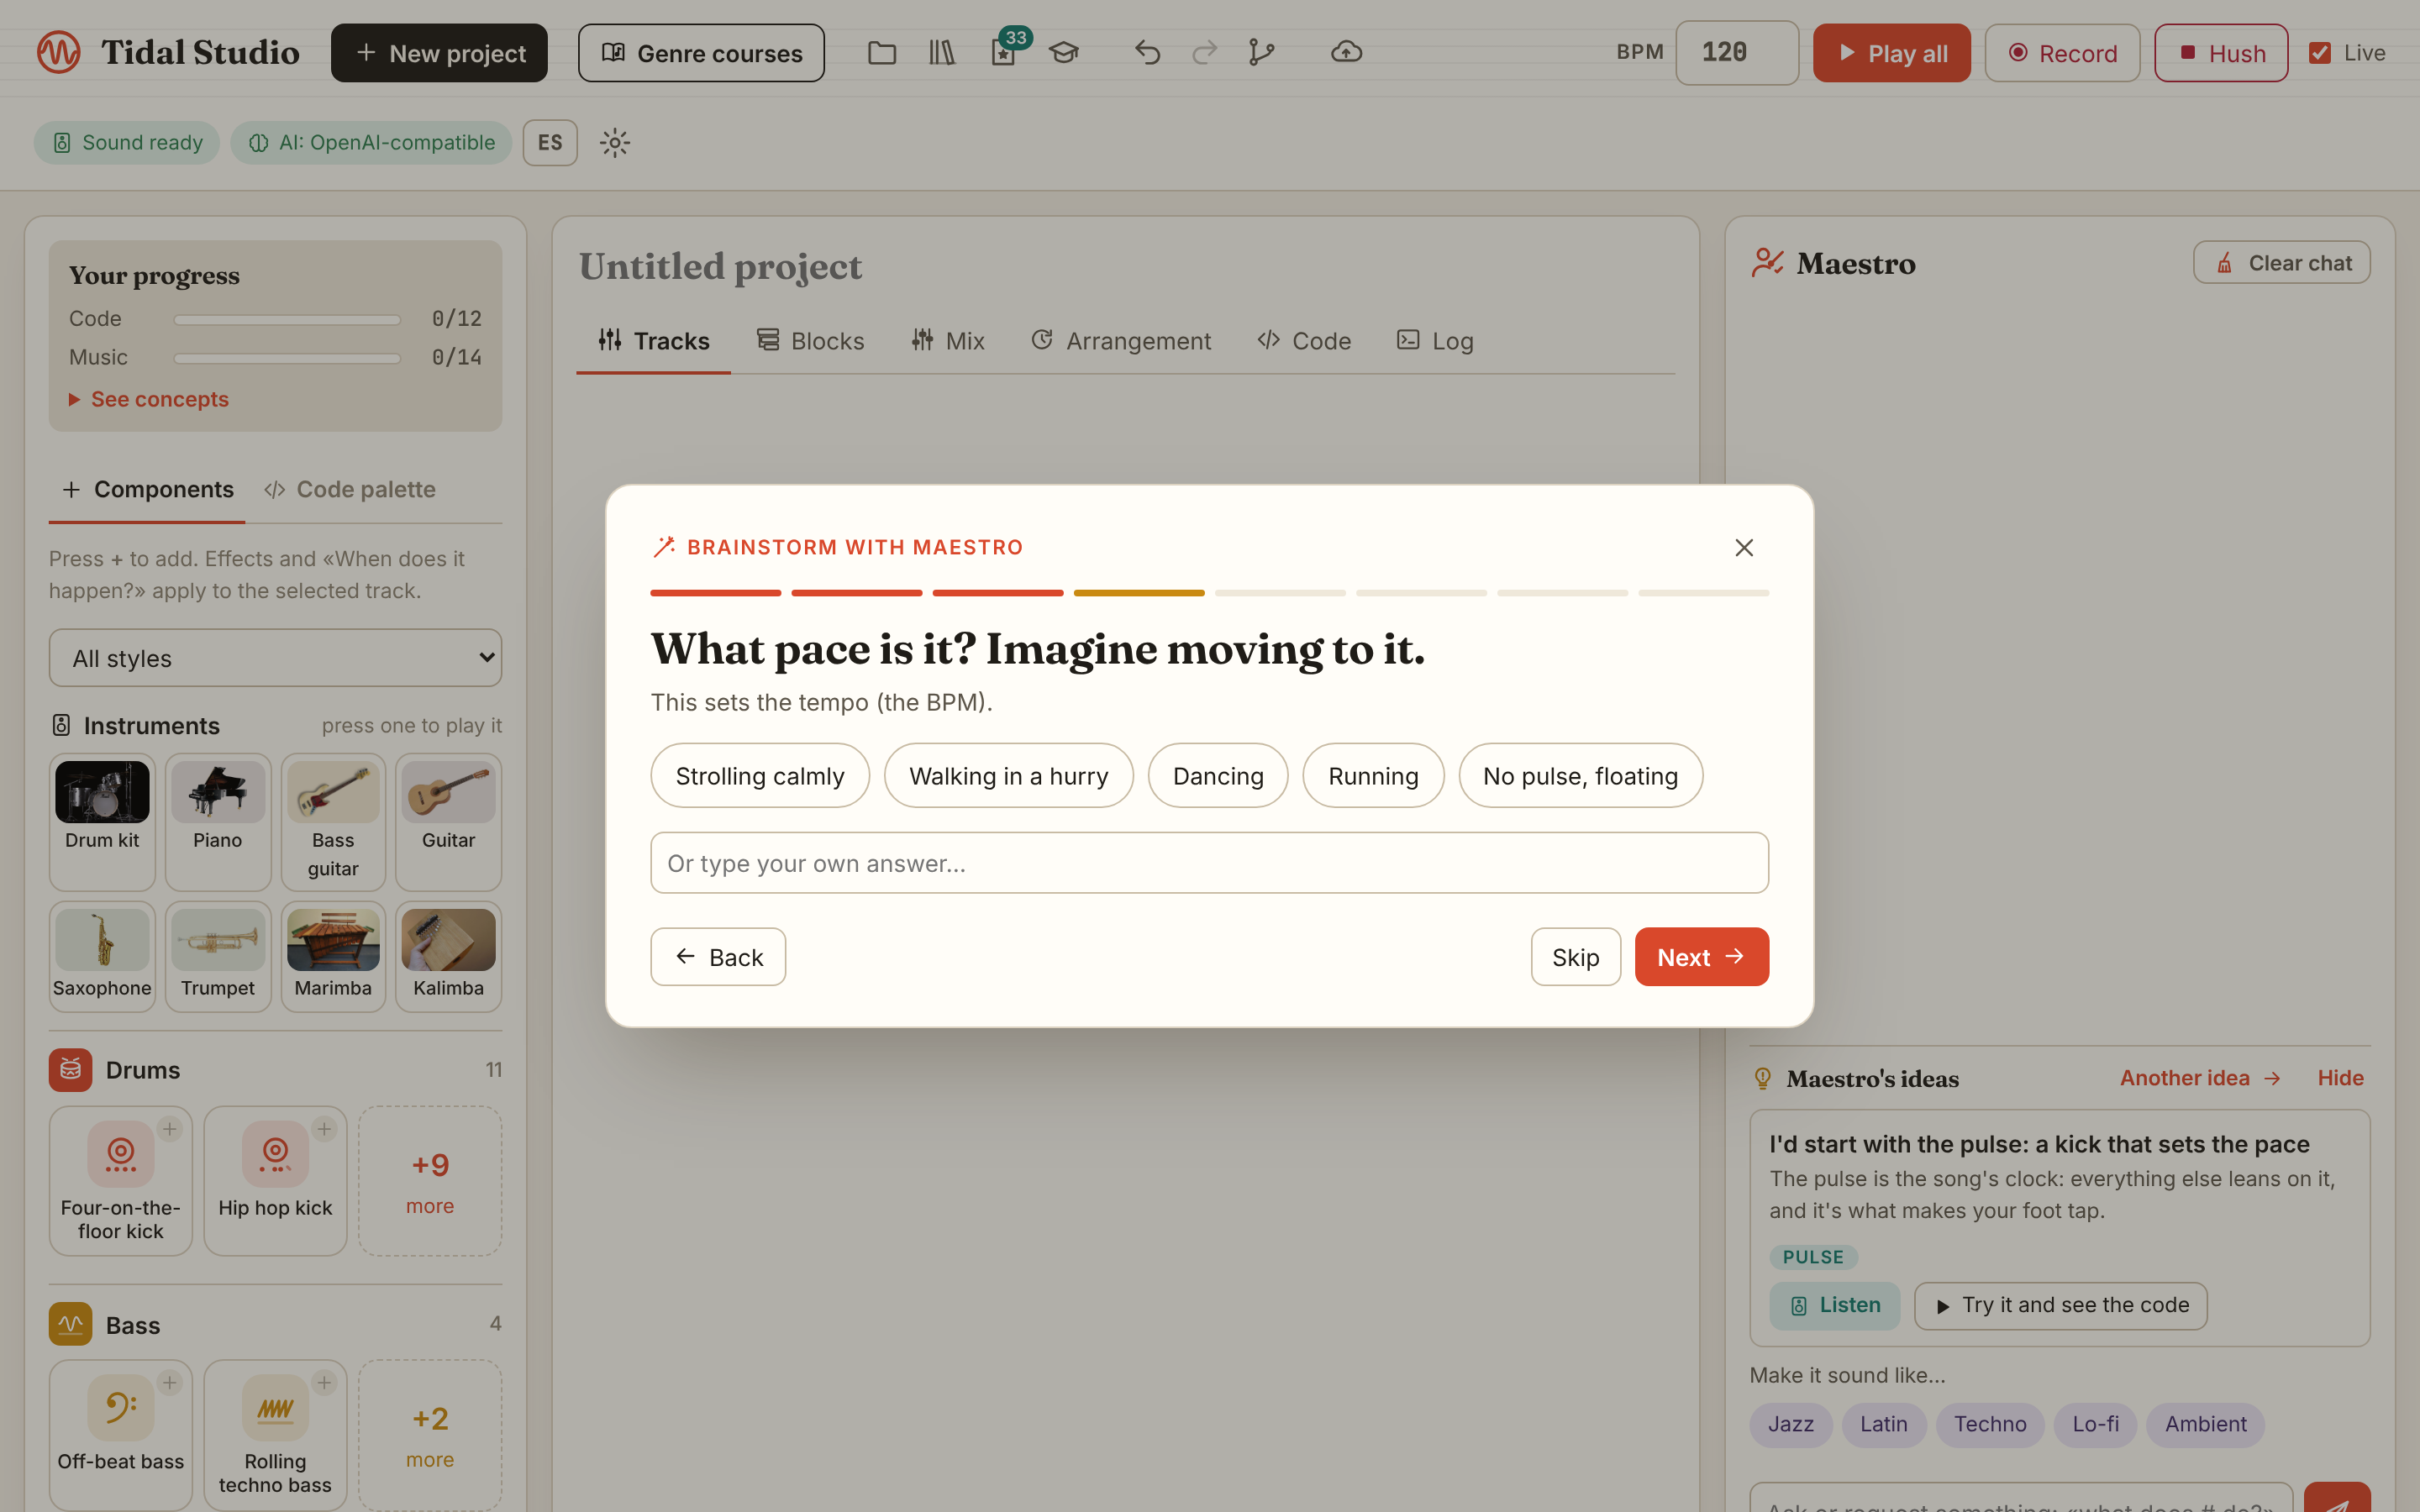 Tidal Studio
New project
Genre courses
33
BPM
120
Play all
Record
Hush
Live
Sound ready
AI: OpenAI-compatible
ES
Your progress
Code
0/12
Music
0/14
See concepts
Components
Code palette
Press + to add. Effects and «When does it
happen?» apply to the selected track.
All styles
Instruments
press one to play it
Drum kit
Piano
Bass
guitar
Guitar
Saxophone
Trumpet
Marimba
Kalimba
Drums
11
Four-on-the-
floor kick
Hip hop kick
+9
more
Bass
4
Off-beat bass
Rolling
techno bass
+2
more
Untitled project
Tracks
Blocks
Mix
Arrangement
Code
Log
BRAINSTORM WITH MAESTRO
What pace is it? Imagine moving to it.
This sets the tempo (the BPM).
Strolling calmly
Walking in a hurry
Dancing
Running
No pulse, floating
Or type your own answer...
Back
Skip
Next
Maestro
Clear chat
Maestro's ideas
Another idea
Hide
I'd start with the pulse: a kick that sets the pace
The pulse is the song's clock: everything else leans on it,
and it's what makes your foot tap.
PULSE
Listen
Try it and see the code
Make it sound like...
Jazz
Latin
Techno
Lo-fi
Ambient
Ask or request something: «what does # do?»